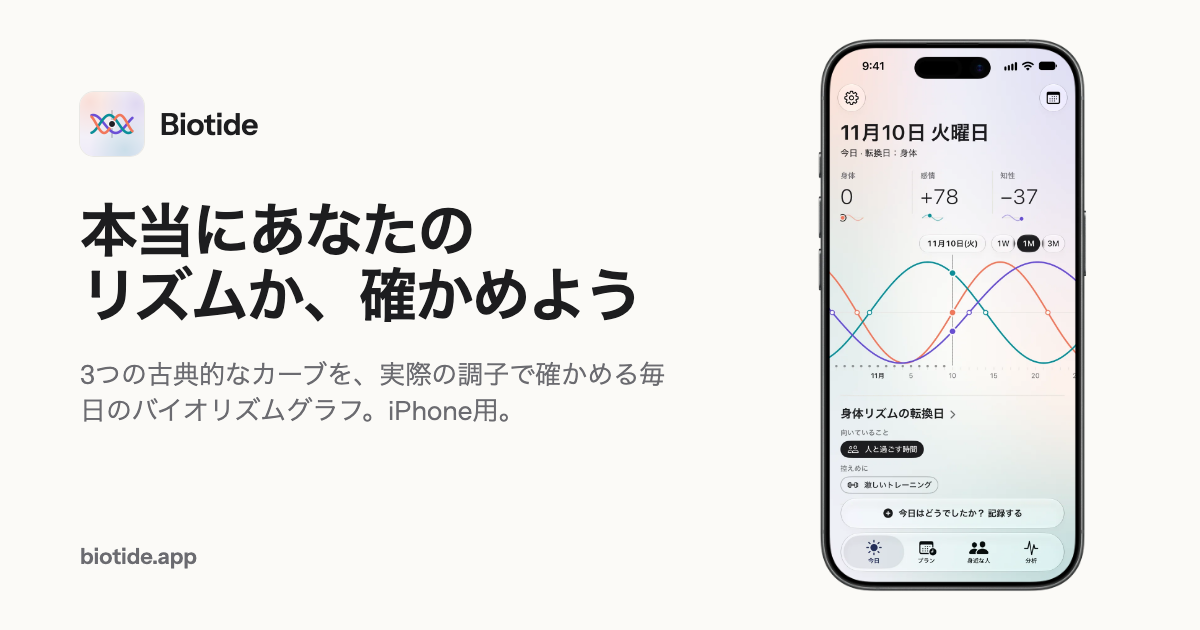 Biotide
本当にあなたの
リズムか、確かめよう
3つの古典的なカーブを、実際の調子で確かめる毎
日のバイオリズムグラフ。iPhone用。
biotide.app
9:41
11月10日 火曜日
今日・転換日：身体
身体 感情 知性
0 +78 −37
11月10日(火) 1W 1M 3M
11月 5 10 15 20
身体リズムの転換日
向いていること
人と過ごす時間
控えめに
激しいトレーニング
今日はどうでしたか？ 記録する
今日 プラン 身近な人 分析